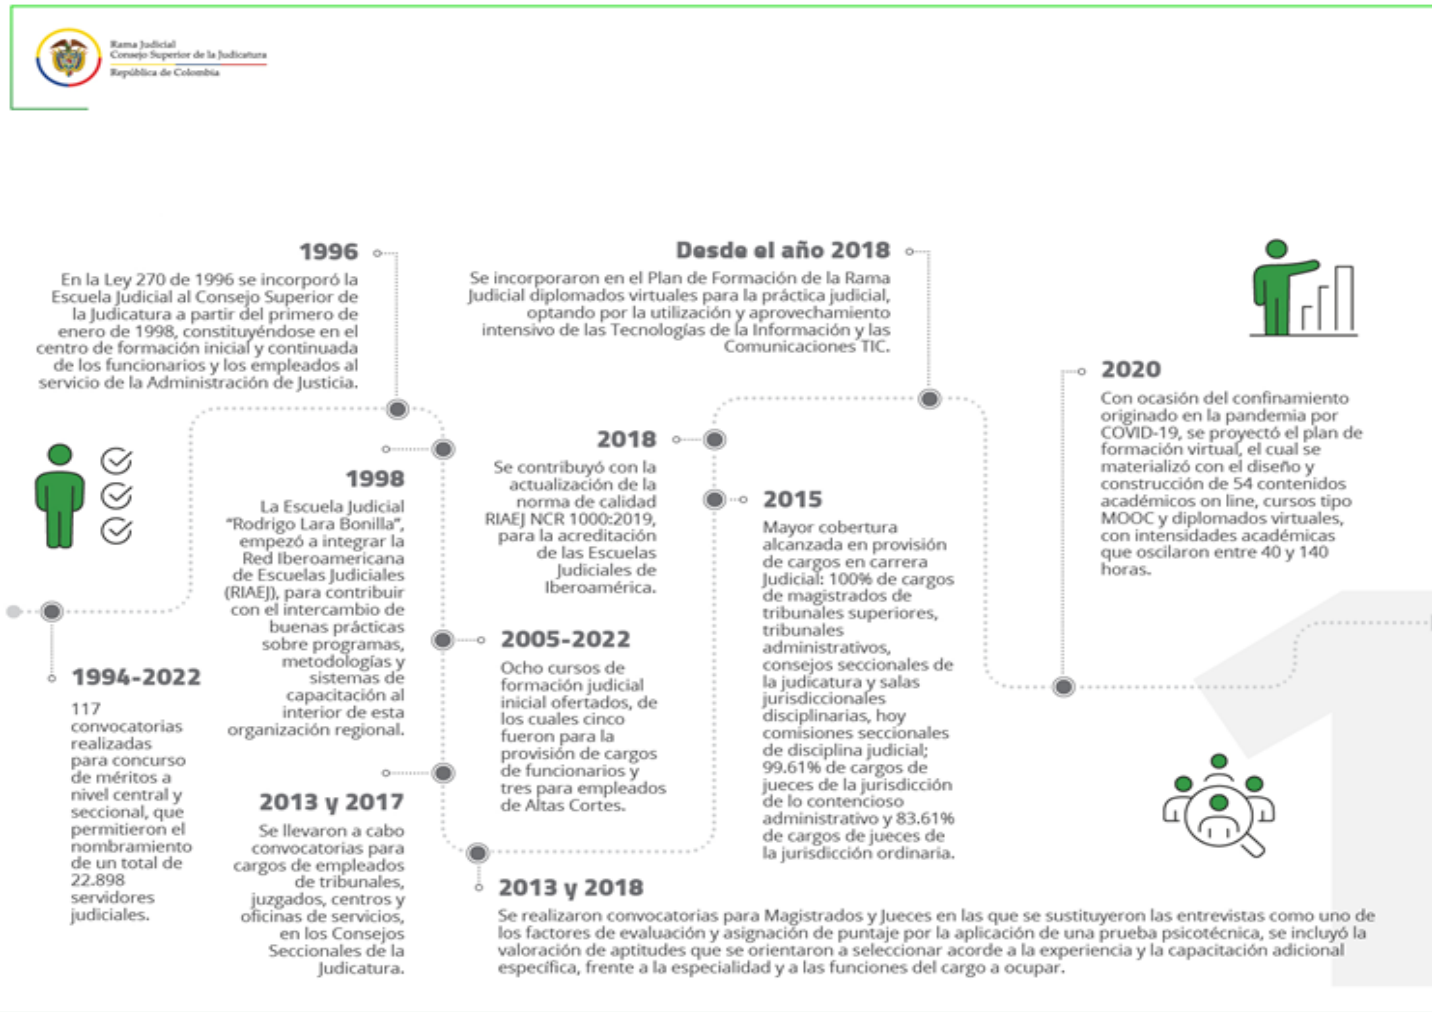 Rama Judicial
Consejo Superior de la Judicatura
República de Colombia
1996
En la Ley 270 de 1996 se incorporó la
Escuela Judicial al Consejo Superior de
la Judicatura a partir del primero de
enero de 1998, constituyéndose en el
centro de formación inicial y continuada
de los funcionarios y los empleados al
servicio de la Administración de Justicia.
Desde el año 2018
Se incorporaron en el Plan de Formación de la Rama
Judicial diplomados virtuales para la práctica judicial,
optando por la utilización y aprovechamiento
intensivo de las Tecnologías de la Información y las
Comunicaciones TIC.
2020
Con ocasión del confinamiento
originado en la pandemia por
COVID-19, se proyectó el plan de
formación virtual, el cual se
materializó con el diseño y
construcción de 54 contenidos
académicos on line, cursos tipo
MOOC y diplomados virtuales,
con intensidades académicas
que oscilaron entre 40 y 140
horas.
1998
La Escuela Judicial
“Rodrigo Lara Bonilla”,
empezó a integrar la
Red Iberoamericana
de Escuelas Judiciales
(RIAEJ), para contribuir
con el intercambio de
buenas prácticas
sobre programas,
metodologías y
sistemas de
capacitación al
interior de esta
organización regional.
2018
Se contribuyó con la
actualización de la
norma de calidad
RIAEJ NCR 1000:2019,
para la acreditación
de las Escuelas
Judiciales de
Iberoamérica.
2015
Mayor cobertura
alcanzada en provisión
de cargos en carrera
Judicial: 100% de cargos
de magistrados de
tribunales superiores,
tribunales
administrativos,
consejos seccionales de
la judicatura y salas
jurisdiccionales
disciplinarias, hoy
comisiones seccionales
de disciplina judicial;
99.61% de cargos de
jueces de la jurisdicción
de lo contencioso
administrativo y 83.61%
de cargos de jueces de
la jurisdicción ordinaria.
1994-2022
117
convocatorias
realizadas
para concurso
de méritos a
nivel central y
seccional, que
permitieron el
nombramiento
de un total de
22.898
servidores
judiciales.
2005-2022
Ocho cursos de
formación judicial
inicial ofertados, de
los cuales cinco
fueron para la
provisión de cargos
de funcionarios y
tres para empleados
de Altas Cortes.
2013 y 2017
Se llevaron a cabo
convocatorias para
cargos de empleados
de tribunales,
juzgados, centros y
oficinas de servicios,
en los Consejos
Seccionales de la
Judicatura.
2013 y 2018
Se realizaron convocatorias para Magistrados y Jueces en las que se sustituyeron las entrevistas como uno de
los factores de evaluación y asignación de puntaje por la aplicación de una prueba psicotécnica, se incluyó la
valoración de aptitudes que se orientaron a seleccionar acorde a la experiencia y la capacitación adicional
específica, frente a la especialidad y a las funciones del cargo a ocupar.
1